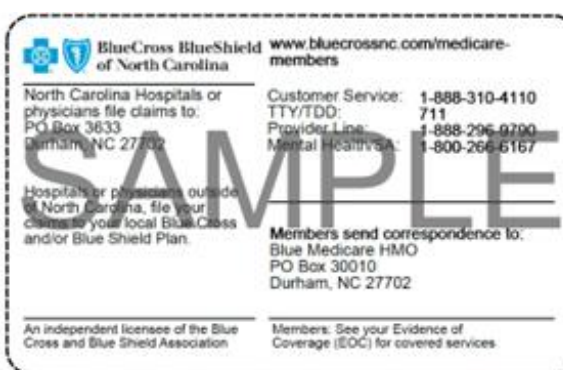 BlueCross BlueShield
of North Carolina
North Carolina Hospitals or
physicians file claims to:
PO Box 3633
Durham, NC 27702
Hospitals or physicians outside
of North Carolina, file your
claims to your local Blue Cross
and/or Blue Shield Plan.
An independent licensee of the Blue
Cross and Blue Shield Association
www.bluecrossnc.com/medicare-
members
Customer Service: 1-888-310-4110
TTY/TDD: 711
Provider Line: 1-888-296-9790
Mental Health/SA: 1-800-266-6167
Members send correspondence to:
Blue Medicare HMO
PO Box 30010
Durham, NC 27702
Members: See your Evidence of
Coverage (EOC) for covered services
SAMPLE